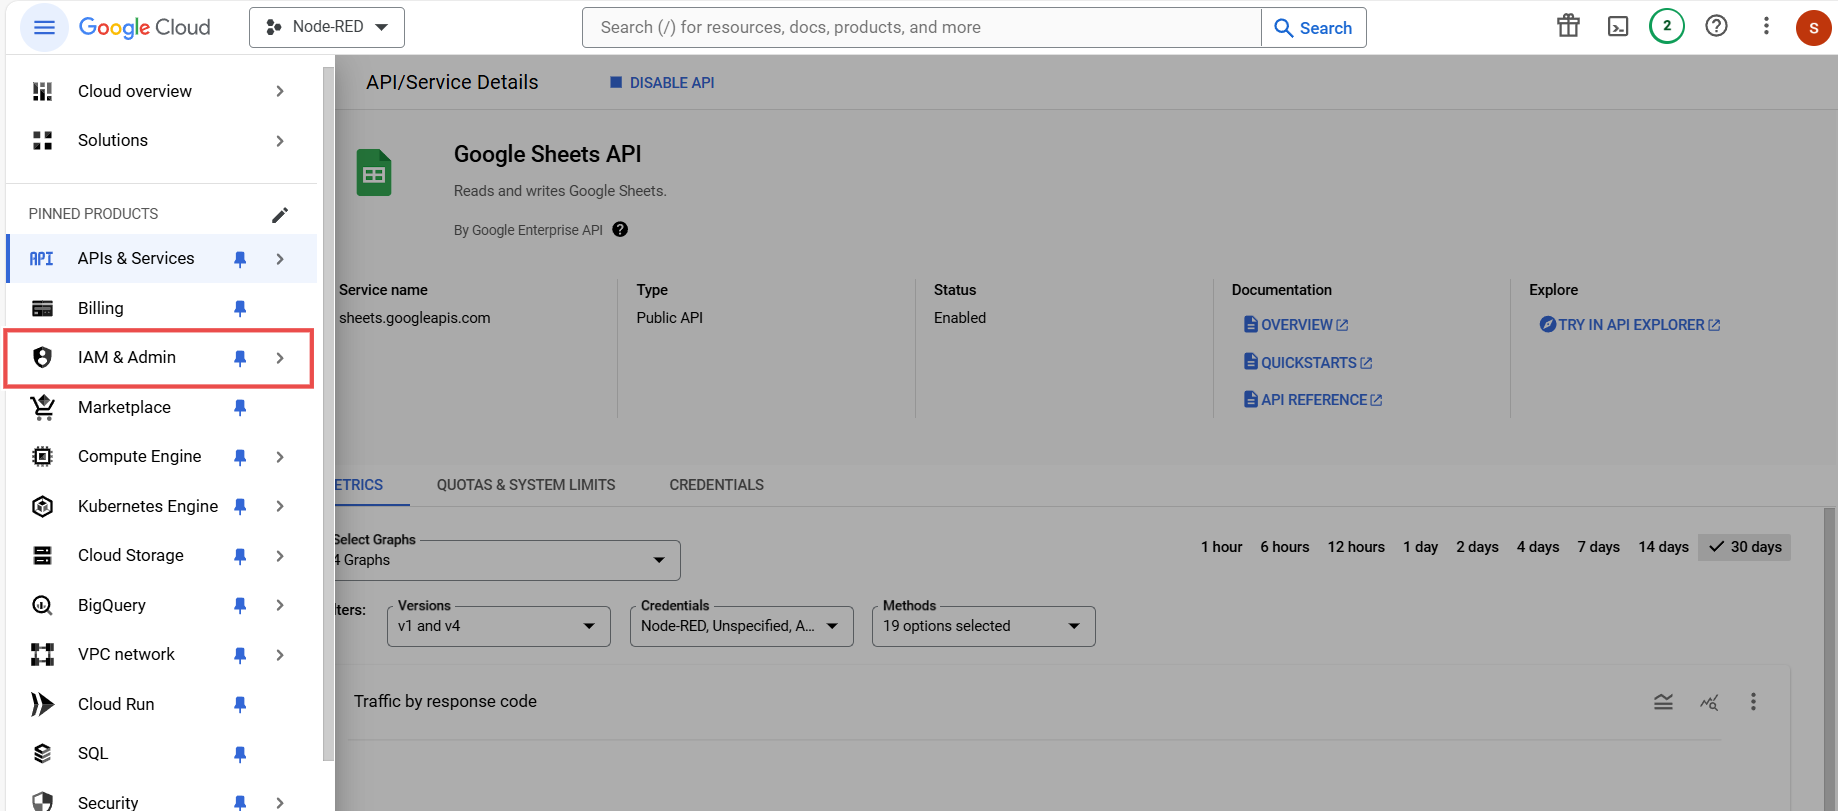 Google Cloud
Node-RED
Search (/) for resources, docs, products, and more
Search
2
S
Cloud overview
Solutions
PINNED PRODUCTS
API
APIs & Services
Billing
IAM & Admin
Marketplace
Compute Engine
Kubernetes Engine
Cloud Storage
BigQuery
VPC network
Cloud Run
SQL
Security
API/Service Details
DISABLE API
Google Sheets API
Reads and writes Google Sheets.
By Google Enterprise API
Service name
sheets.googleapis.com
Type
Public API
Status
Enabled
Documentation
OVERVIEW
QUICKSTARTS
API REFERENCE
Explore
TRY IN API EXPLORER
ETRICS
QUOTAS & SYSTEM LIMITS
CREDENTIALS
Select Graphs
4 Graphs
1 hour 6 hours 12 hours 1 day 2 days 4 days 7 days 14 days 30 days
lters:
Versions
v1 and v4
Credentials
Node-RED, Unspecified, A...
Methods
19 options selected
Traffic by response code